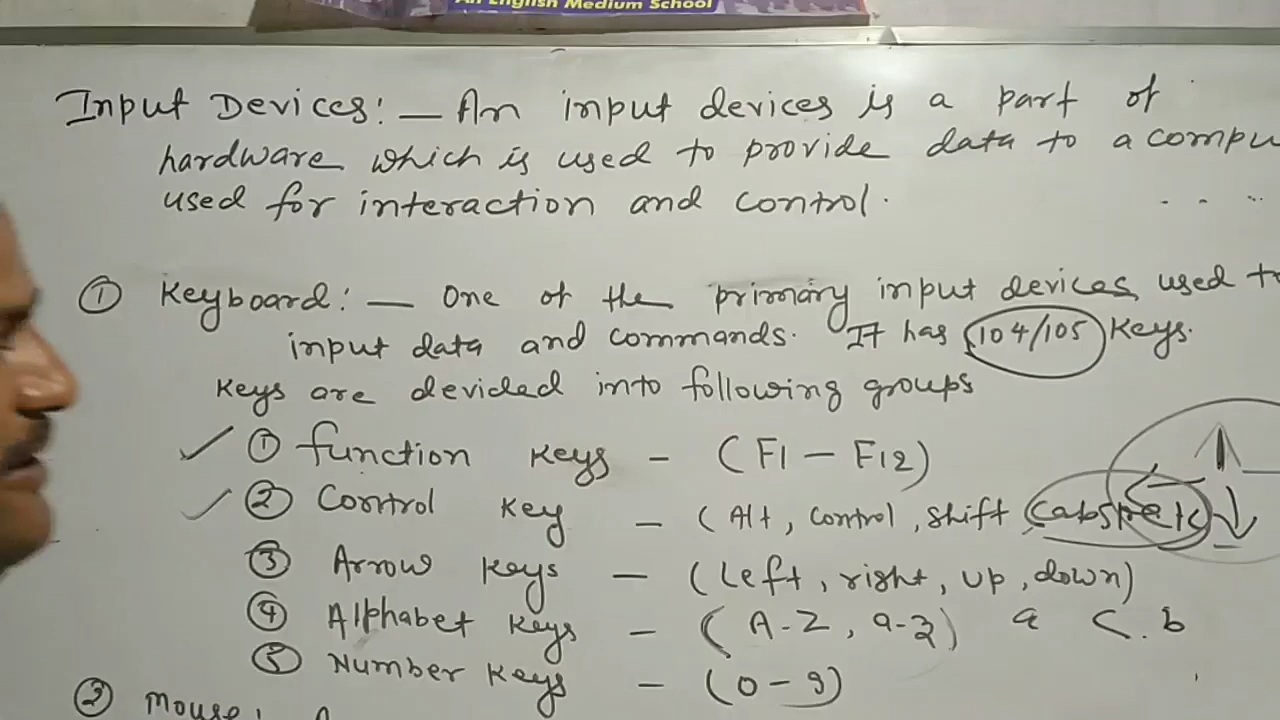 An English Medium School
Input Devices: — An input devices is a part of
hardware which is used to provide data to a compu
used for interaction and control.
① Keyboard: — One of the primary input devices used to
input data and commands. It has 104/105 Keys.
Keys are devided into following groups
① function keys - (F1 - F12)
② Control key - (Alt, control, shift
③ Arrow keys - (left, right, up, down)
④ Alphabet keys - (A-Z, a-z) a c.b
⑤ Number keys - (0-9)
② Mouse: